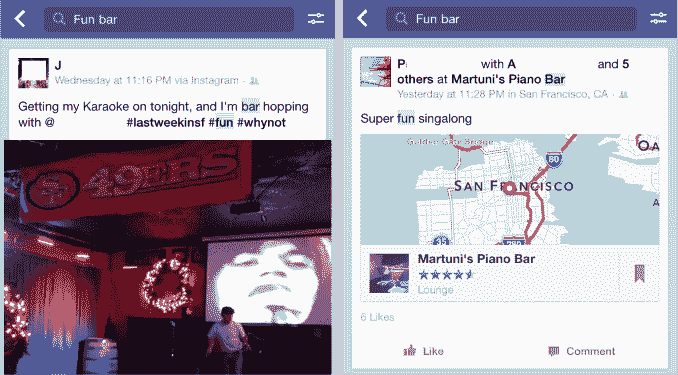 Fun bar
J
Wednesday at 11:16 PM via Instagram ·
Getting my Karaoke on tonight, and I'm bar hopping
with @ #lastweekinsf #fun #whynot
49ERS
Fun bar
P with A and 5
others at Martuni's Piano Bar
Yesterday at 11:28 PM in San Francisco, CA ·
Super fun singalong
Golden Gate Bridge
80
OA
SAN FRANCISCO
A
35
280
Martuni's Piano Bar
Lounge
6 Likes
Like Comment